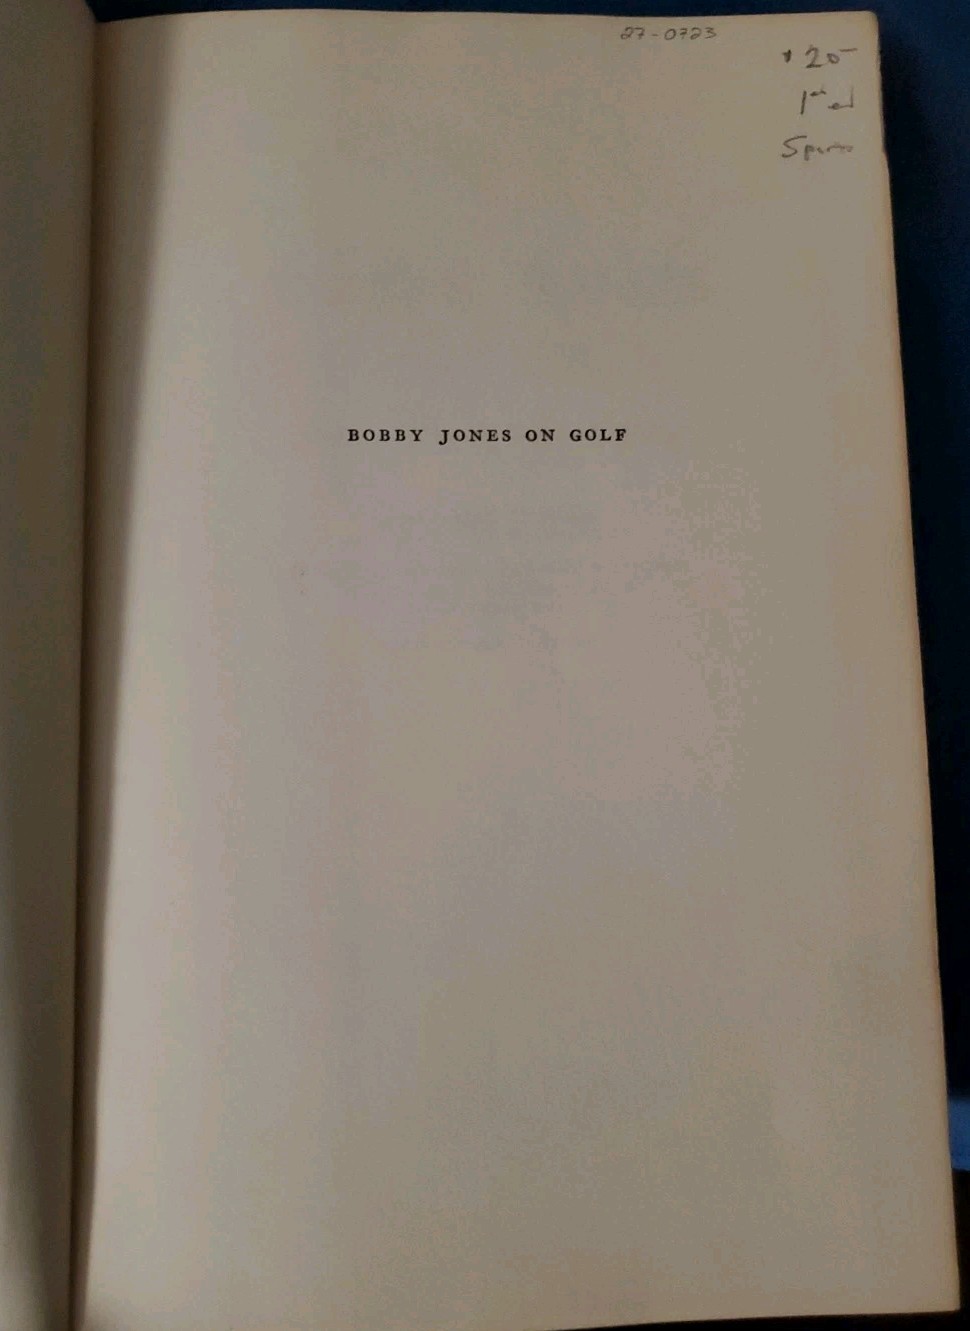 27-0723
20-
1st ed
Sports
BOBBY JONES ON GOLF